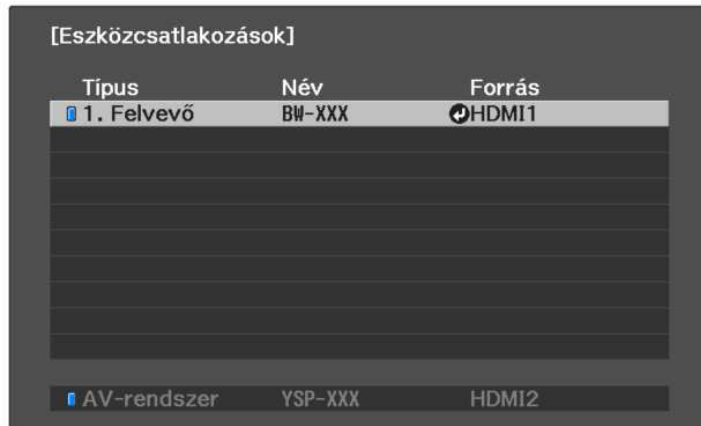 [Eszközcsatlakozások]
Típus Név Forrás
1. Felvevő BW-XXX HDMI1
AV-rendszer YSP-XXX HDMI2